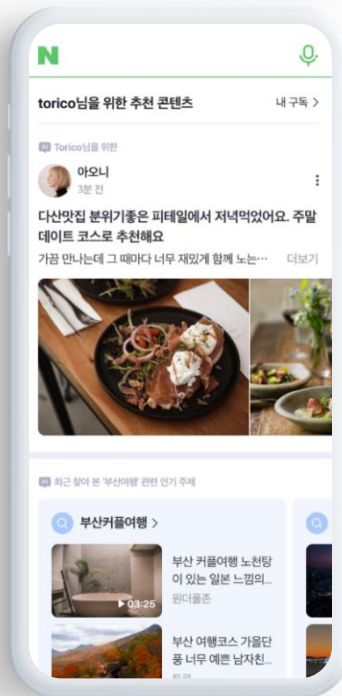 N
torico님을 위한 추천 콘텐츠
내 구독 >
AI Torico님을 위한
아오니
3분 전
다산맛집 분위기좋은 피테일에서 저녁먹었어요. 주말
데이트 코스로 추천해요
가끔 만나는데 그 때마다 너무 재밌게 함께 노는… 더보기
AI 최근 찾아 본 '부산여행' 관련 인기 주제
부산커플여행 >
부산 커플여행 노천탕
이 있는 일본 느낌의...
원더풀존
03:25
부산 여행코스 가을단
풍 너무 예쁜 남자친...